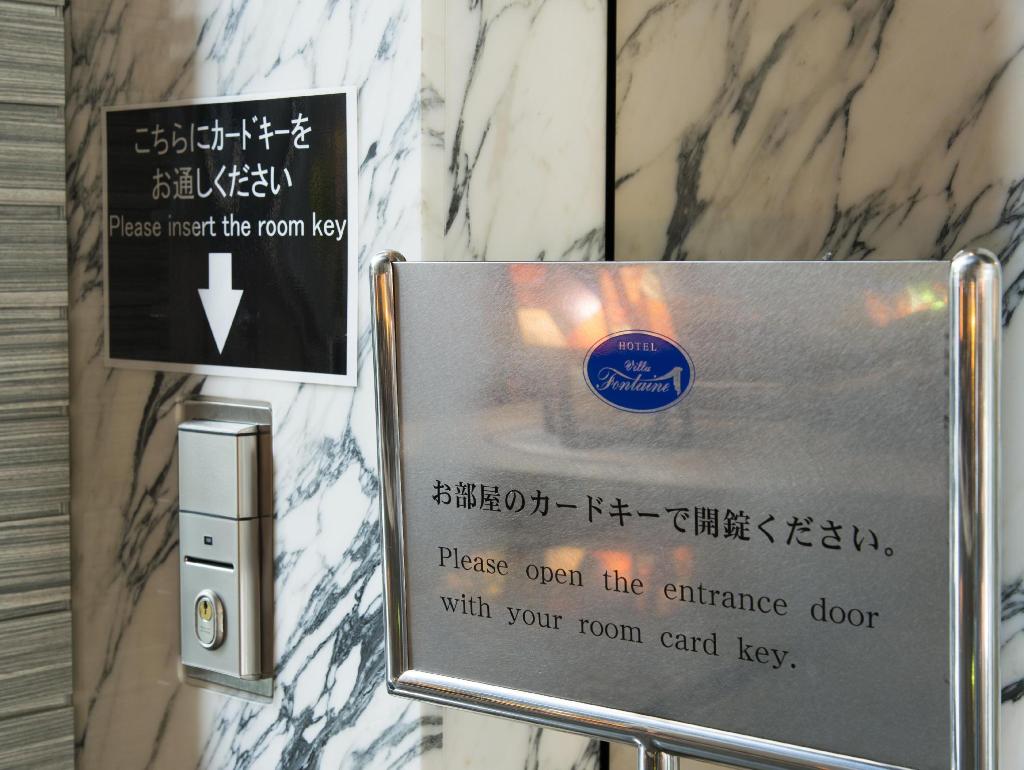 こちらにカードキーを
お通しください
Please insert the room key
HOTEL
Villa
Fontaine
お部屋のカードキーで開錠ください。
Please open the entrance door
with your room card key.